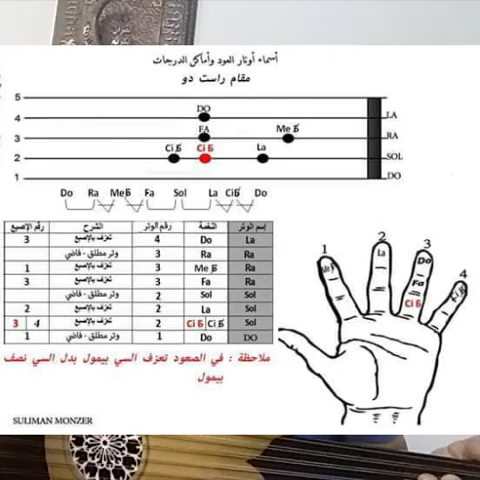 أسماء أوتار العود وأماكن الدرجات
مقام راست دو
5
4 DO LA
3 FA Me b RA
2 Ci b Ci b La SOL
1 DO
Do Ra Me b Fa Sol La Ci b Do
إسم الوتر النغمة رقم الوتر الشرح رقم الإصبع
La Do 4 تعزف بالإصبع 3
Ra Ra 3 وتر مطلق - فاضي
Ra Me b 3 تعزف بالإصبع 1
Ra Fa 3 تعزف بالإصبع 3
Sol Sol 2 وتر مطلق - فاضي
Sol La 2 تعزف بالإصبع 2
Sol Ci b Ci b 2 تعزف بالإصبع 4 3
DO Do 1 وتر مطلق - فاضي 1
1 2 3 4
La
Do
Fa
Ci b
ملاحظة : في الصعود تعزف السي بيمول بدل السي نصف
بيمول
SULIMAN MONZER